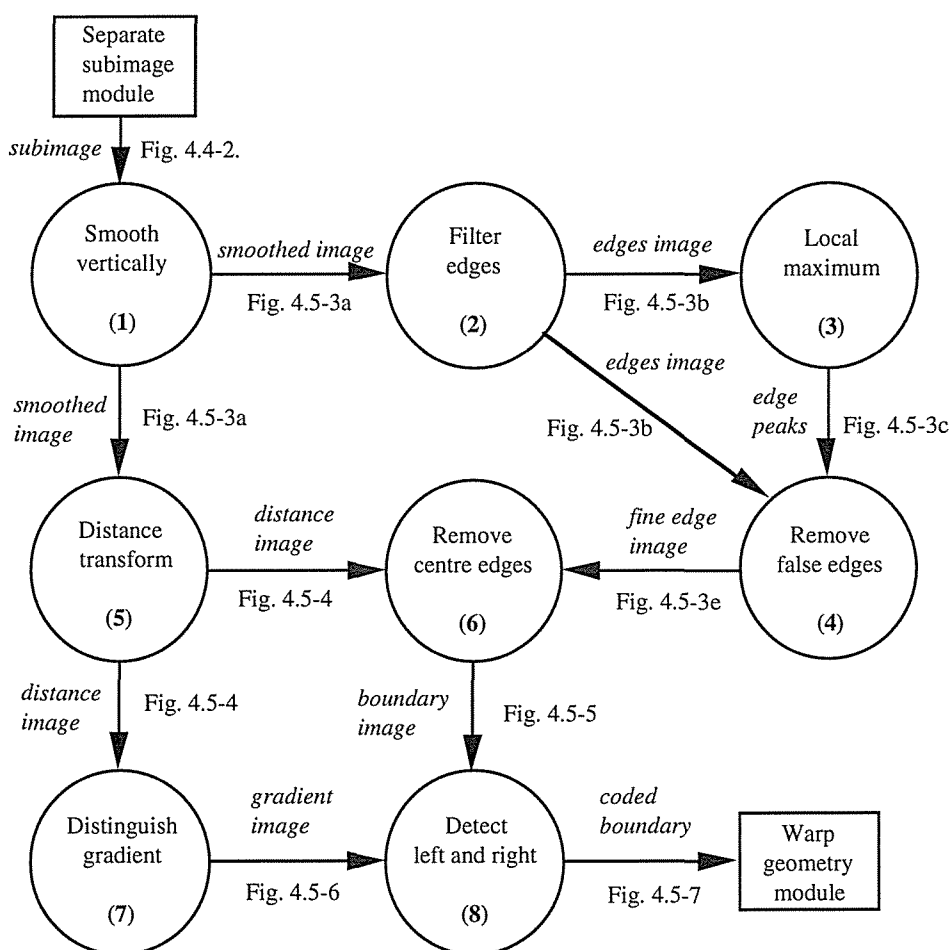 Separate
subimage
module
subimage
Fig. 4.4-2.
Smooth
vertically
(1)
smoothed image
Fig. 4.5-3a
Filter
edges
(2)
edges image
Fig. 4.5-3b
Local
maximum
(3)
smoothed
image
Fig. 4.5-3a
edges image
Fig. 4.5-3b
edge
peaks
Fig. 4.5-3c
Distance
transform
(5)
distance
image
Fig. 4.5-4
Remove
centre edges
(6)
fine edge
image
Fig. 4.5-3e
Remove
false edges
(4)
distance
image
Fig. 4.5-4
boundary
image
Fig. 4.5-5
Distinguish
gradient
(7)
gradient
image
Fig. 4.5-6
Detect
left and right
(8)
coded
boundary
Fig. 4.5-7
Warp
geometry
module